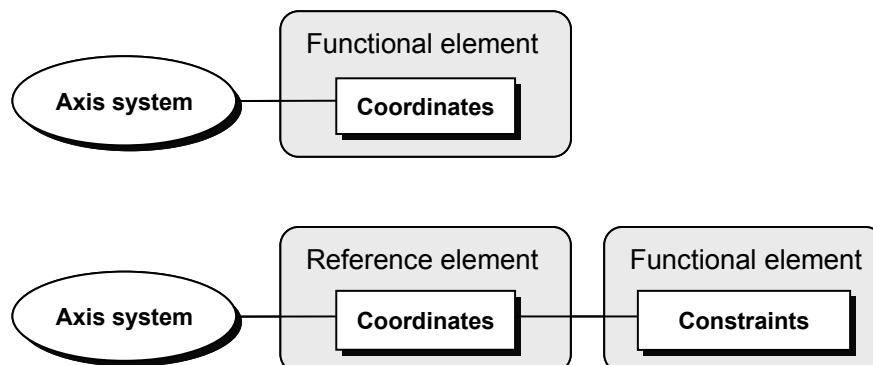 Functional element
Axis system
Coordinates
Reference element
Functional element
Axis system
Coordinates
Constraints